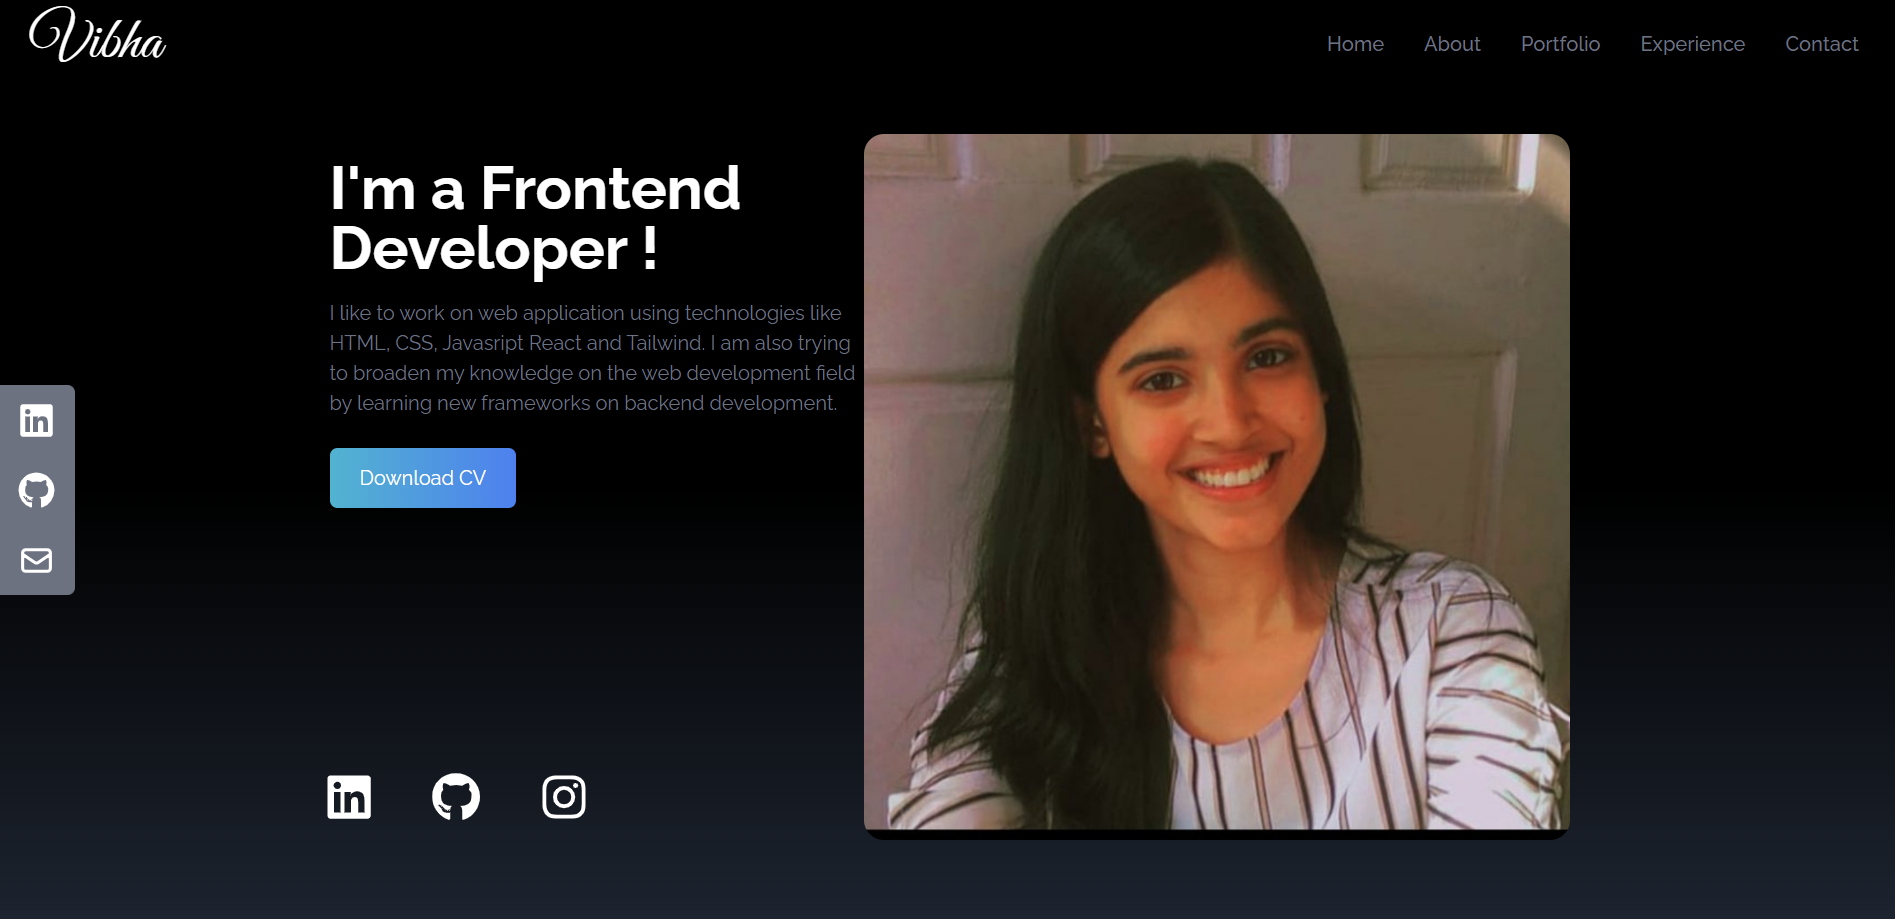 Vibha
Home About Portfolio Experience Contact
I'm a Frontend
Developer !
I like to work on web application using technologies like
HTML, CSS, Javasript React and Tailwind. I am also trying
to broaden my knowledge on the web development field
by learning new frameworks on backend development.
Download CV
in
in